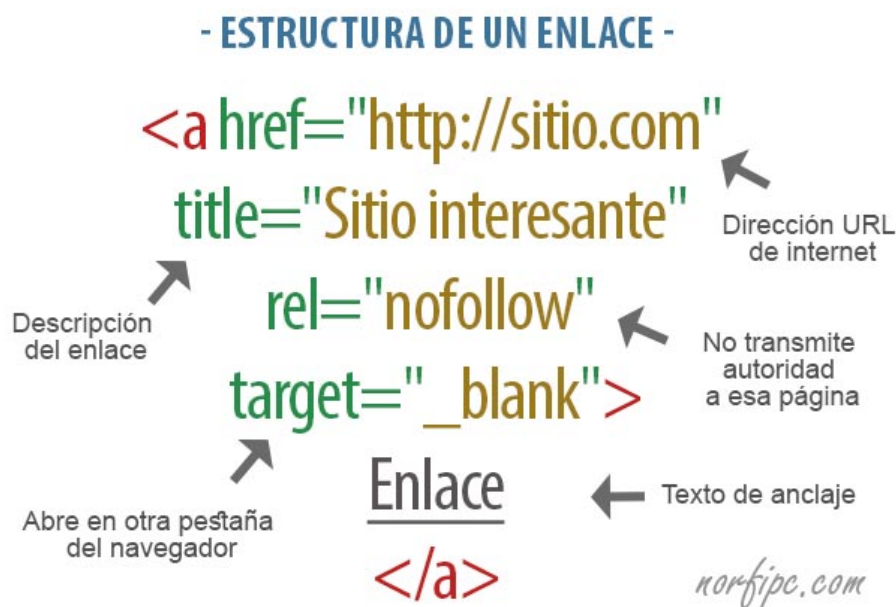 - ESTRUCTURA DE UN ENLACE -
<a href="http://sitio.com"
Dirección URL
de internet
title="Sitio interesante"
Descripción
del enlace
rel="nofollow"
No transmite
autoridad
a esa página
target="_blank">
Abre en otra pestaña
del navegador
Enlace
Texto de anclaje
</a>
norfipc.com